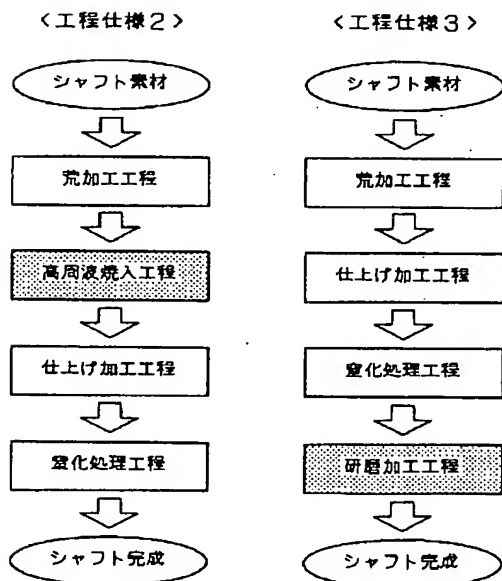 <工程仕様2>
シャフト素材
荒加工工程
高周波焼入工程
仕上げ加工工程
窒化処理工程
シャフト完成
<工程仕様3>
シャフト素材
荒加工工程
仕上げ加工工程
窒化処理工程
研磨加工工程
シャフト完成